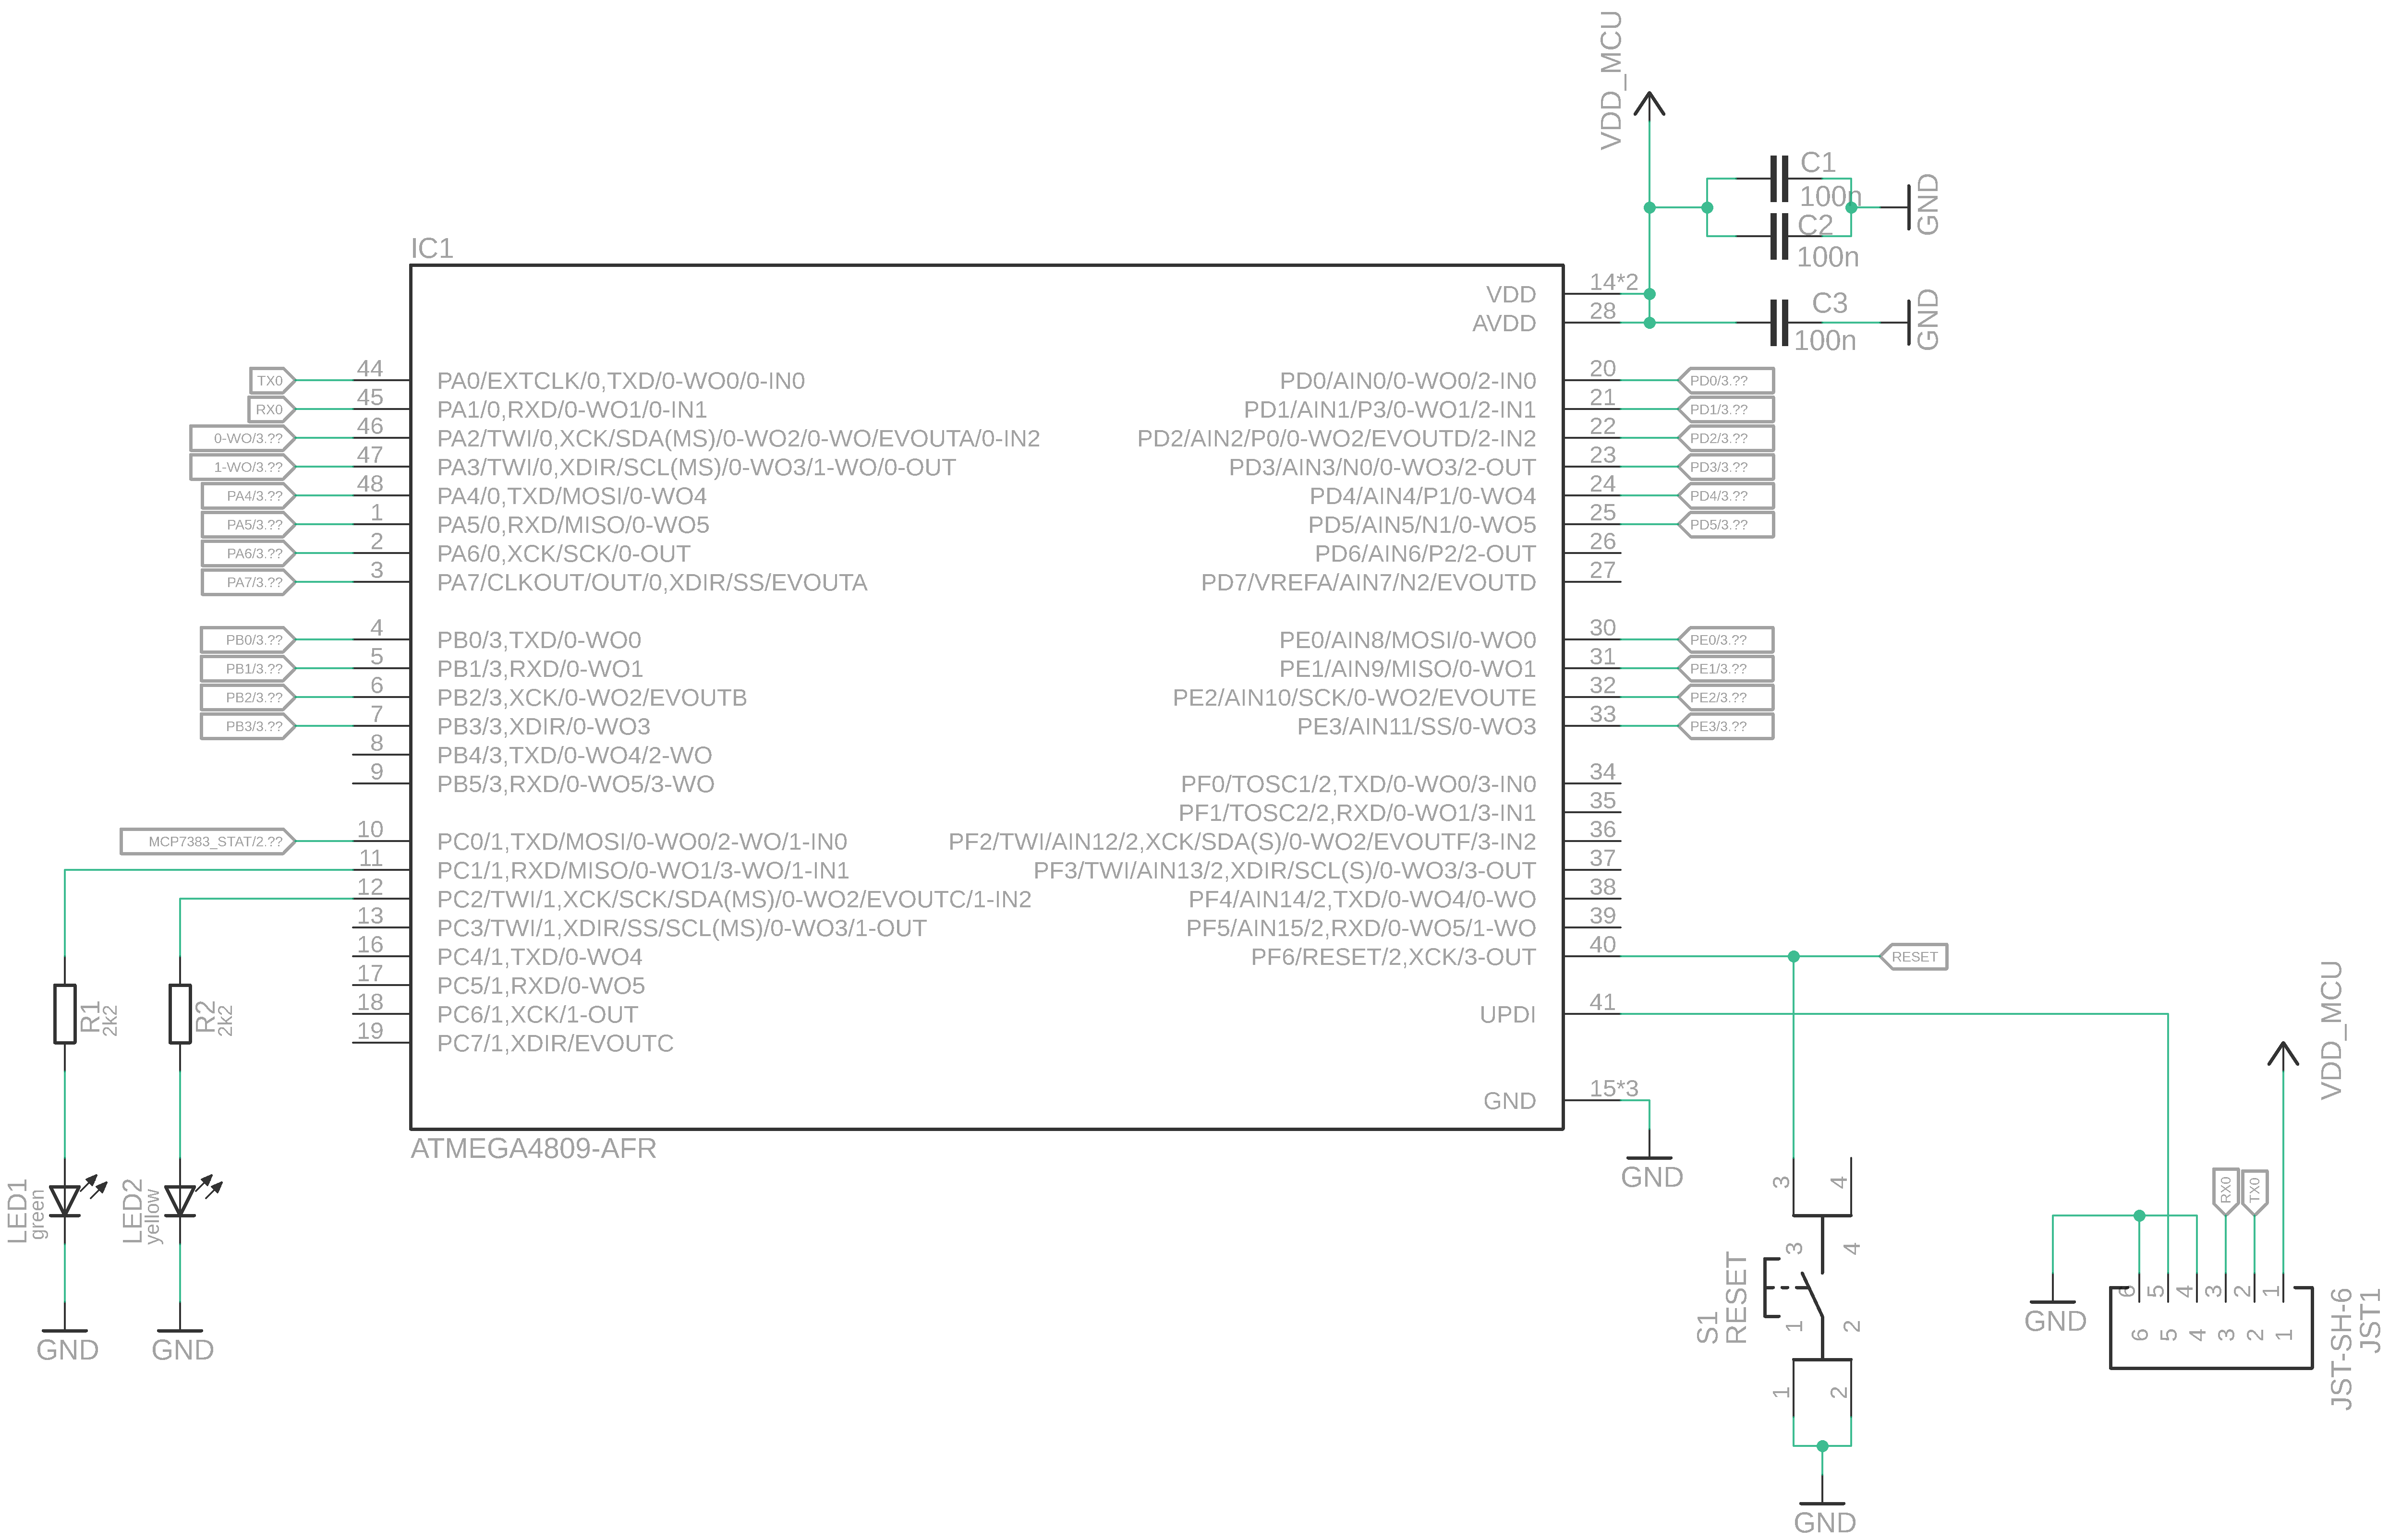 VDD_MCU
C1
100n
C2
100n
GND
C3
100n
GND
IC1
VDD 14*2
AVDD 28
TX0 44 PA0/EXTCLK/0,TXD/0-WO0/0-IN0
RX0 45 PA1/0,RXD/0-WO1/0-IN1
0-WO/3.?? 46 PA2/TWI/0,XCK/SDA(MS)/0-WO2/0-WO/EVOUTA/0-IN2
1-WO/3.?? 47 PA3/TWI/0,XDIR/SCL(MS)/0-WO3/1-WO/0-OUT
PA4/3.?? 48 PA4/0,TXD/MOSI/0-WO4
PA5/3.?? 1 PA5/0,RXD/MISO/0-WO5
PA6/3.?? 2 PA6/0,XCK/SCK/0-OUT
PA7/3.?? 3 PA7/CLKOUT/OUT/0,XDIR/SS/EVOUTA
PB0/3.?? 4 PB0/3,TXD/0-WO0
PB1/3.?? 5 PB1/3,RXD/0-WO1
PB2/3.?? 6 PB2/3,XCK/0-WO2/EVOUTB
PB3/3.?? 7 PB3/3,XDIR/0-WO3
8 PB4/3,TXD/0-WO4/2-WO
9 PB5/3,RXD/0-WO5/3-WO
MCP7383_STAT/2.?? 10 PC0/1,TXD/MOSI/0-WO0/2-WO/1-IN0
11 PC1/1,RXD/MISO/0-WO1/3-WO/1-IN1
12 PC2/TWI/1,XCK/SCK/SDA(MS)/0-WO2/EVOUTC/1-IN2
13 PC3/TWI/1,XDIR/SS/SCL(MS)/0-WO3/1-OUT
16 PC4/1,TXD/0-WO4
17 PC5/1,RXD/0-WO5
18 PC6/1,XCK/1-OUT
19 PC7/1,XDIR/EVOUTC
PD0/AIN0/0-WO0/2-IN0 20 PD0/3.??
PD1/AIN1/P3/0-WO1/2-IN1 21 PD1/3.??
PD2/AIN2/P0/0-WO2/EVOUTD/2-IN2 22 PD2/3.??
PD3/AIN3/N0/0-WO3/2-OUT 23 PD3/3.??
PD4/AIN4/P1/0-WO4 24 PD4/3.??
PD5/AIN5/N1/0-WO5 25 PD5/3.??
PD6/AIN6/P2/2-OUT 26
PD7/VREFA/AIN7/N2/EVOUTD 27
PE0/AIN8/MOSI/0-WO0 30 PE0/3.??
PE1/AIN9/MISO/0-WO1 31 PE1/3.??
PE2/AIN10/SCK/0-WO2/EVOUTE 32 PE2/3.??
PE3/AIN11/SS/0-WO3 33 PE3/3.??
PF0/TOSC1/2,TXD/0-WO0/3-IN0 34
PF1/TOSC2/2,RXD/0-WO1/3-IN1 35
PF2/TWI/AIN12/2,XCK/SDA(S)/0-WO2/EVOUTF/3-IN2 36
PF3/TWI/AIN13/2,XDIR/SCL(S)/0-WO3/3-OUT 37
PF4/AIN14/2,TXD/0-WO4/0-WO 38
PF5/AIN15/2,RXD/0-WO5/1-WO 39
PF6/RESET/2,XCK/3-OUT 40 RESET
UPDI 41
GND 15*3
ATMEGA4809-AFR
GND
R1
2k2
R2
2k2
LED1
green
LED2
yellow
GND
GND
3 4
3 4
S1
RESET
1 2
1 2
GND
VDD_MCU
RX0
TX0
GND
6 5 4 3 2 1
6 5 4 3 2 1
JST-SH-6
JST1